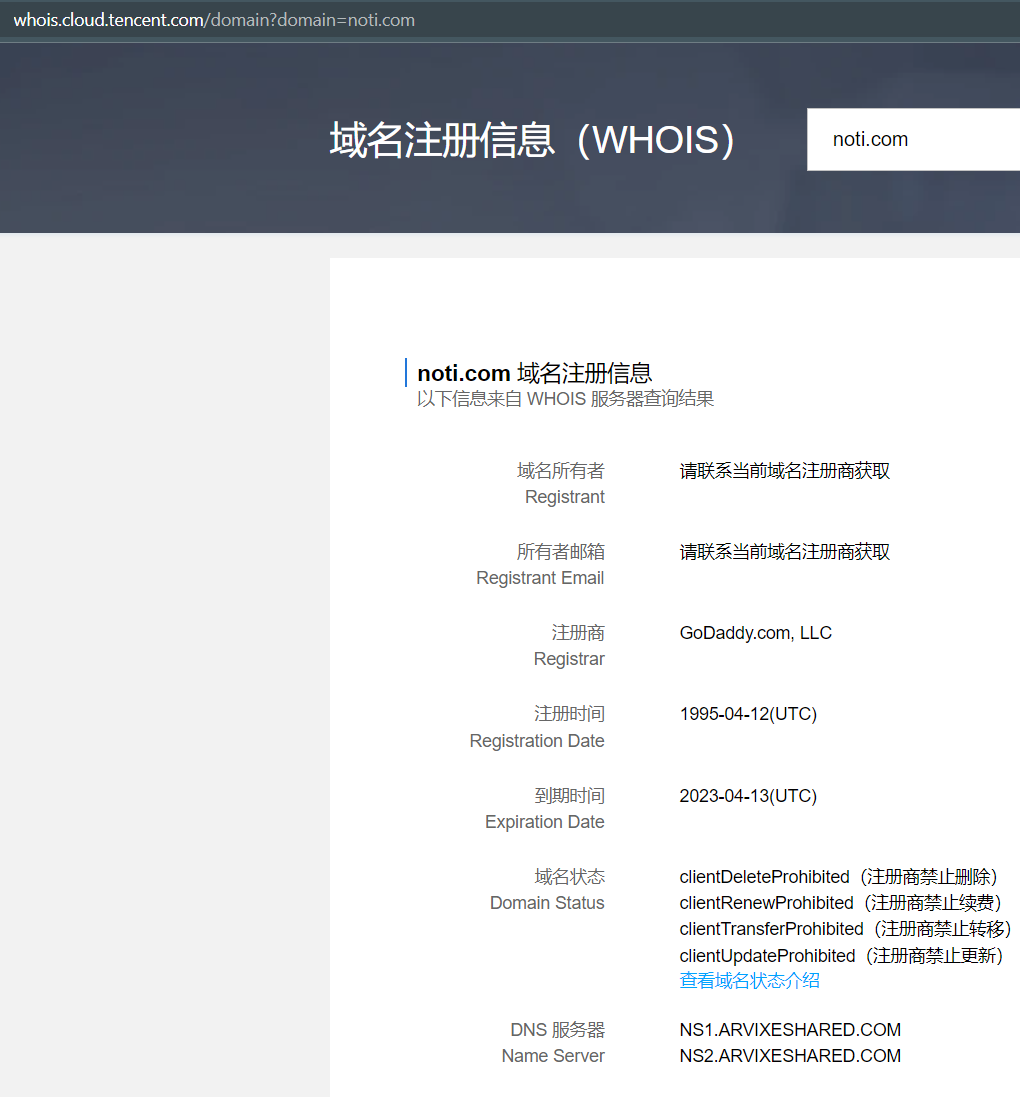 whois.cloud.tencent.com/domain?domain=noti.com
域名注册信息（WHOIS）
noti.com
noti.com 域名注册信息
以下信息来自 WHOIS 服务器查询结果
域名所有者
请联系当前域名注册商获取
Registrant
所有者邮箱
请联系当前域名注册商获取
Registrant Email
注册商
GoDaddy.com, LLC
Registrar
注册时间
1995-04-12(UTC)
Registration Date
到期时间
2023-04-13(UTC)
Expiration Date
域名状态
clientDeleteProhibited（注册商禁止删除）
Domain Status
clientRenewProhibited（注册商禁止续费）
clientTransferProhibited（注册商禁止转移）
clientUpdateProhibited（注册商禁止更新）
查看域名状态介绍
DNS 服务器
NS1.ARVIXESHARED.COM
Name Server
NS2.ARVIXESHARED.COM